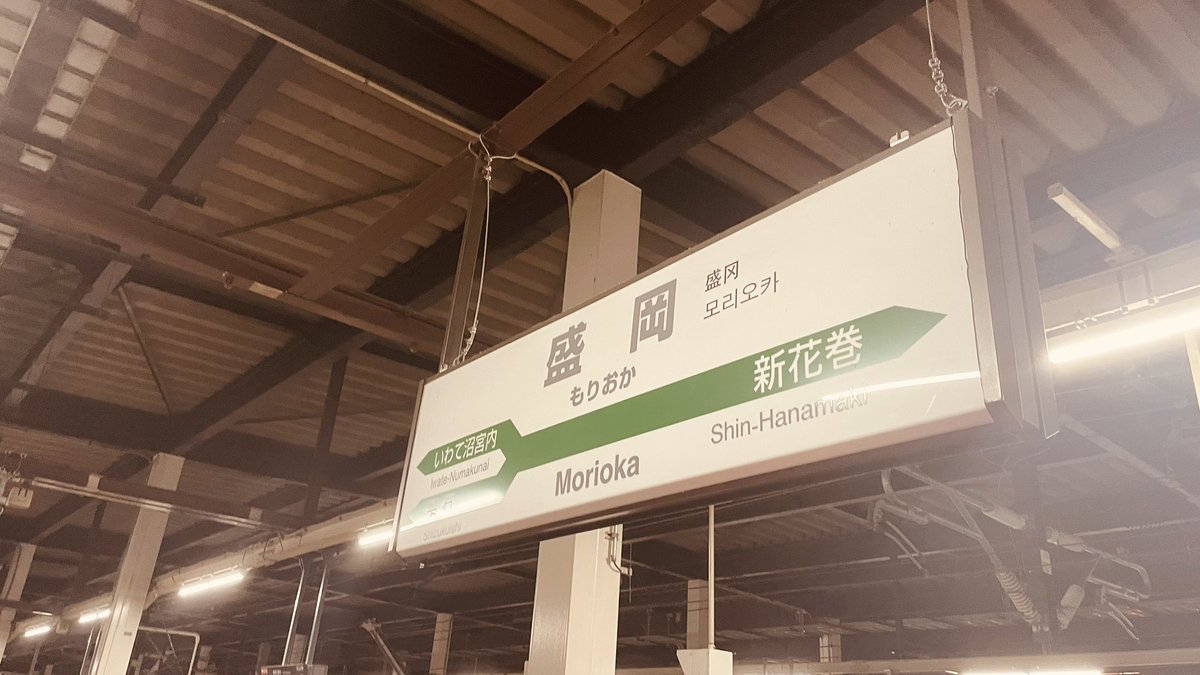 盛岡
盛冈
모리오카
もりおか
新花巻
いわて沼宮内
Iwate-Numakunai
Shin-Hanamaki
Morioka
Shizukuishi